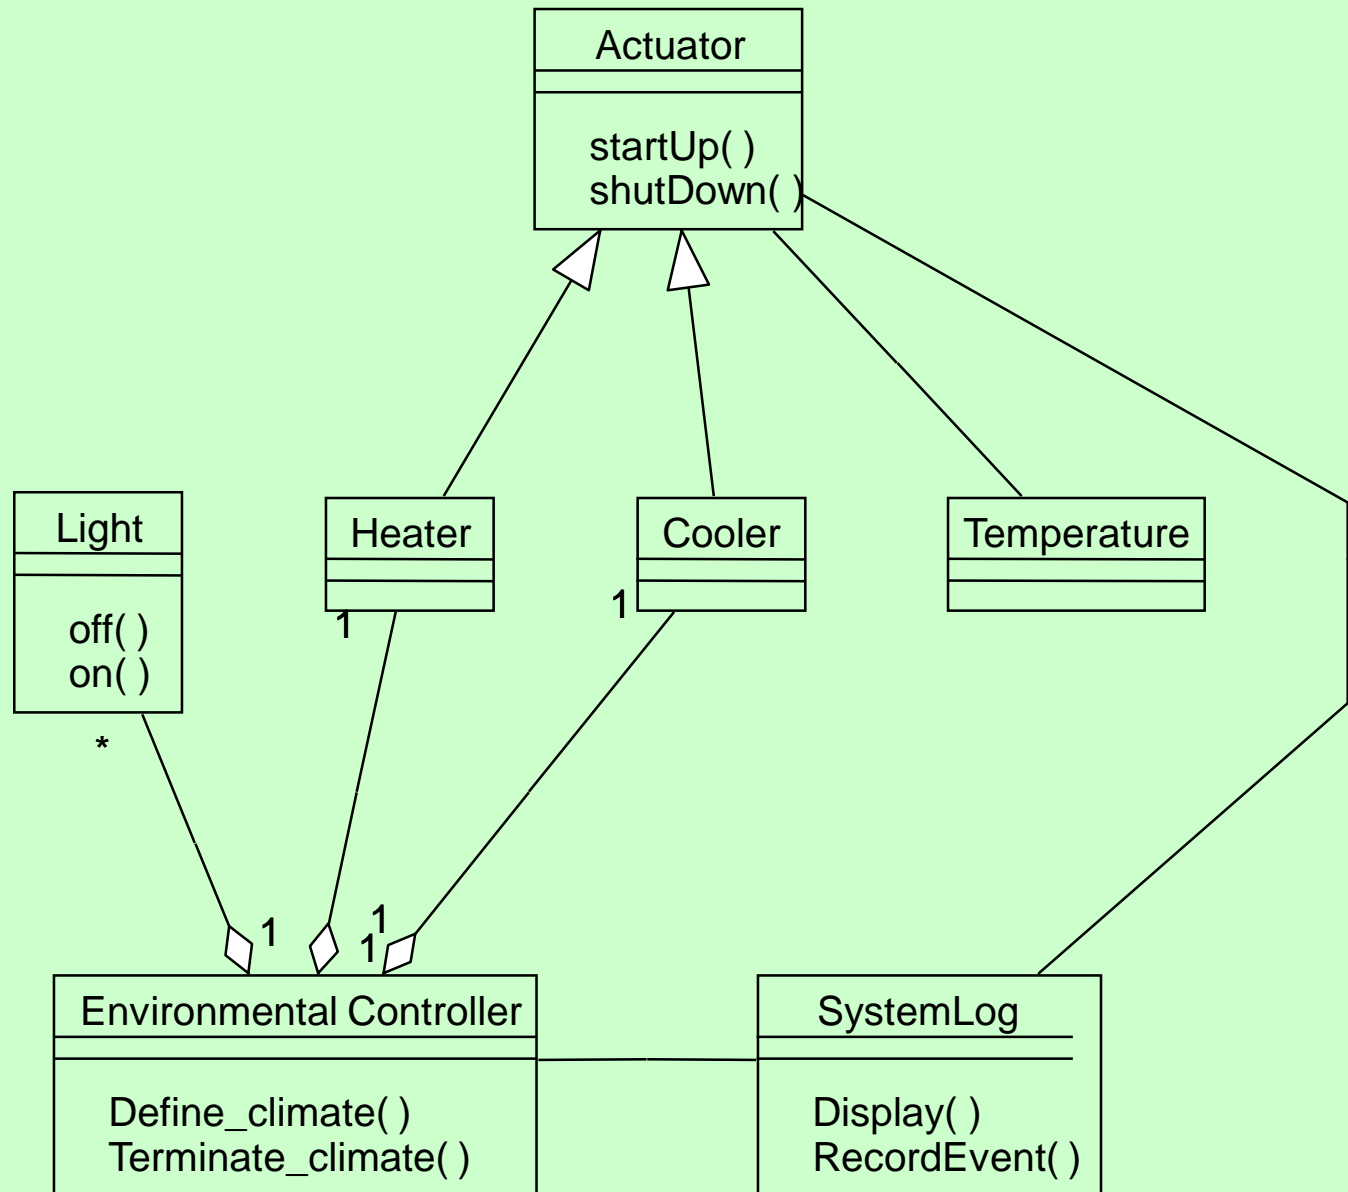 Actuator
startUp( )
shutDown( )
Light
off( )
on( )
*
Heater
1
Cooler
1
Temperature
1
1
1
Environmental Controller
Define_climate( )
Terminate_climate( )
SystemLog
Display( )
RecordEvent( )